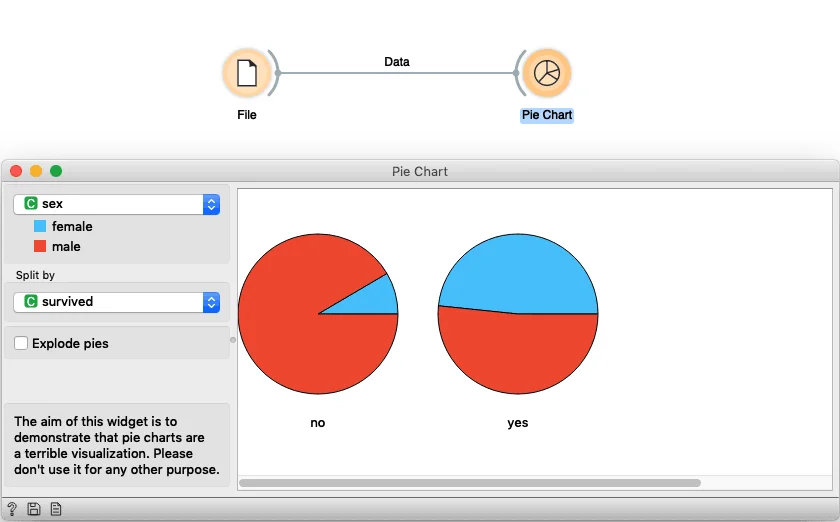 Data
File
Pie Chart
Pie Chart
C sex
female
male
Split by
C survived
Explode pies
The aim of this widget is to
demonstrate that pie charts are
a terrible visualization. Please
don't use it for any other purpose.
no
yes
?